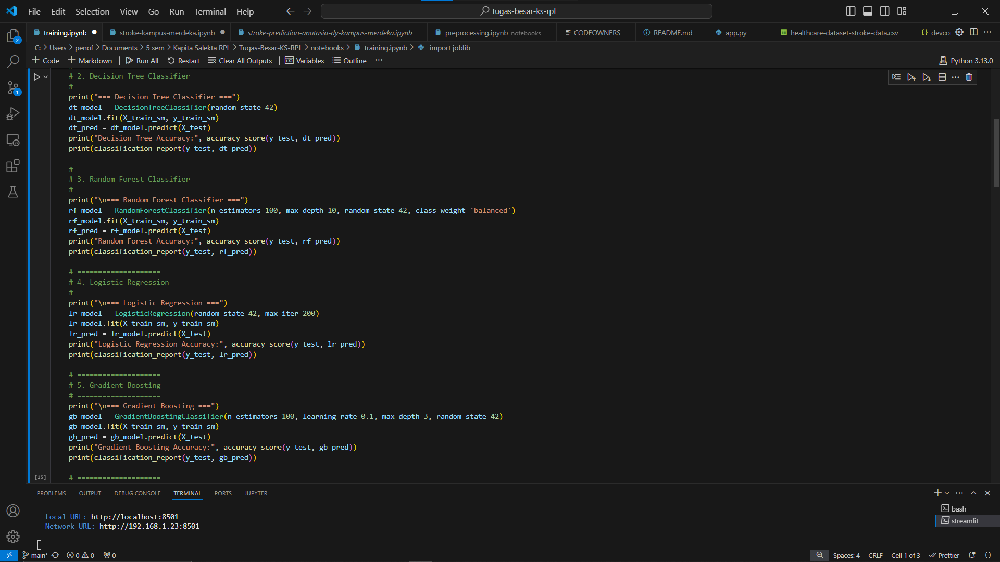 File Edit Selection View Go Run Terminal Help
tugas-besar-ks-rpl
training.ipynb
stroke-kampus-merdeka.ipynb
stroke-prediction-anatasia-dy-kampus-merdeka.ipynb
preprocessing.ipynb notebooks
CODEOWNERS
README.md
app.py
healthcare-dataset-stroke-data.csv
{} devcor
C: > Users > penof > Documents > 5 sem > Kapita Salekta RPL > Tugas-Besar-KS-RPL > notebooks > training.ipynb > import joblib
+ Code + Markdown | Run All Restart Clear All Outputs | Variables Outline ...
Python 3.13.0
# 2. Decision Tree Classifier
# ====================
print("=== Decision Tree Classifier ===")
dt_model = DecisionTreeClassifier(random_state=42)
dt_model.fit(X_train_sm, y_train_sm)
dt_pred = dt_model.predict(X_test)
print("Decision Tree Accuracy:", accuracy_score(y_test, dt_pred))
print(classification_report(y_test, dt_pred))
# ====================
# 3. Random Forest Classifier
# ====================
print("\n=== Random Forest Classifier ===")
rf_model = RandomForestClassifier(n_estimators=100, max_depth=10, random_state=42, class_weight='balanced')
rf_model.fit(X_train_sm, y_train_sm)
rf_pred = rf_model.predict(X_test)
print("Random Forest Accuracy:", accuracy_score(y_test, rf_pred))
print(classification_report(y_test, rf_pred))
# ====================
# 4. Logistic Regression
# ====================
print("\n=== Logistic Regression ===")
lr_model = LogisticRegression(random_state=42, max_iter=200)
lr_model.fit(X_train_sm, y_train_sm)
lr_pred = lr_model.predict(X_test)
print("Logistic Regression Accuracy:", accuracy_score(y_test, lr_pred))
print(classification_report(y_test, lr_pred))
# ====================
# 5. Gradient Boosting
# ====================
print("\n=== Gradient Boosting ===")
gb_model = GradientBoostingClassifier(n_estimators=100, learning_rate=0.1, max_depth=3, random_state=42)
gb_model.fit(X_train_sm, y_train_sm)
gb_pred = gb_model.predict(X_test)
print("Gradient Boosting Accuracy:", accuracy_score(y_test, gb_pred))
print(classification_report(y_test, gb_pred))
[15]
# ====================
PROBLEMS OUTPUT DEBUG CONSOLE TERMINAL PORTS JUPYTER
bash
streamlit
Local URL: http://localhost:8501
Network URL: http://192.168.1.23:8501
2
1
main* 0 0 0
Spaces: 4 CRLF Cell 1 of 3 Prettier {}